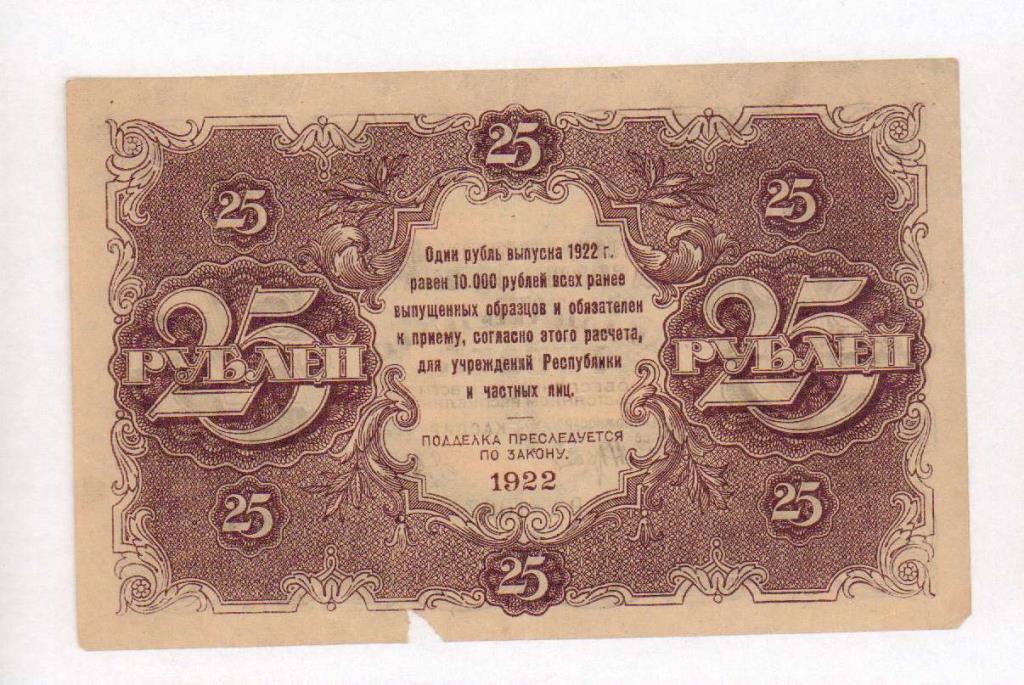 25
25
25
Один рубль выпуска 1922 г.
равен 10.000 рублей всех ранее
выпущенных образцов и обязателен
к приему, согласно этого расчета,
для учреждений Республики
и частных лиц.
25
РУБЛЕЙ
25
РУБЛЕЙ
ПОДДЕЛКА ПРЕСЛЕДУЕТСЯ
ПО ЗАКОНУ.
1922
25
25
25